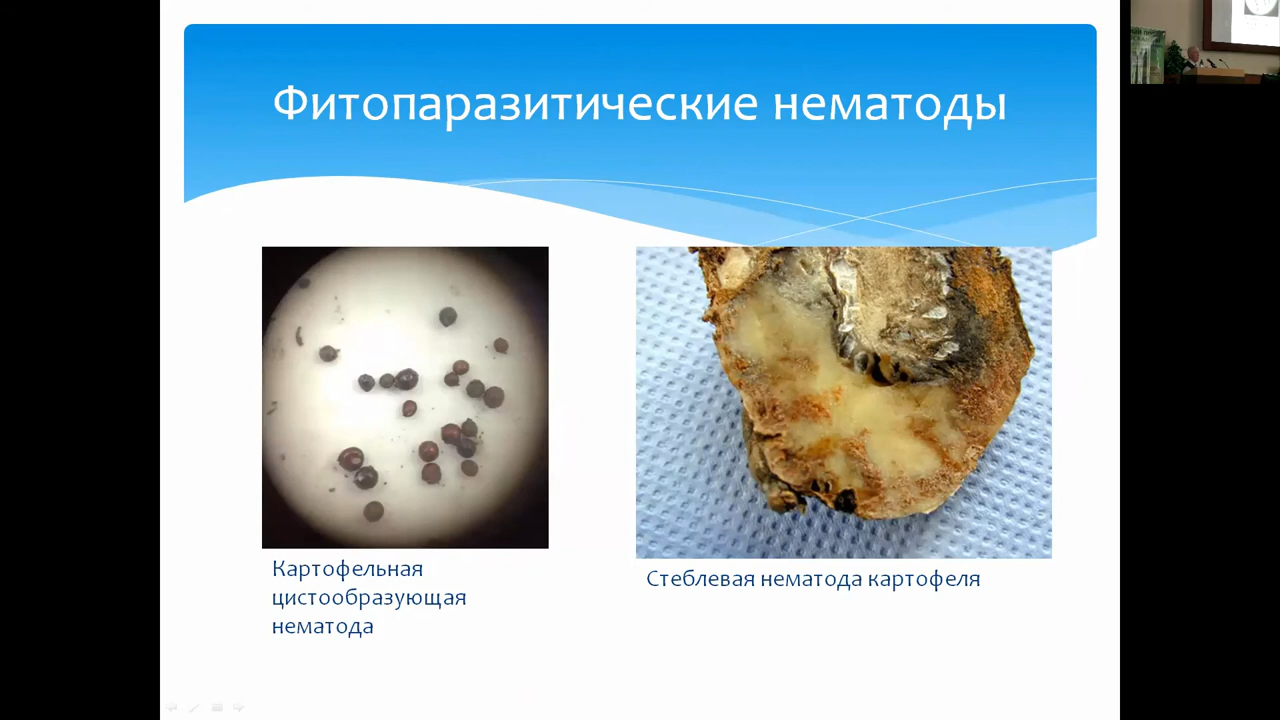 Фитопаразитические нематоды
Картофельная
цистообразующая
нематода
Стеблевая нематода картофеля